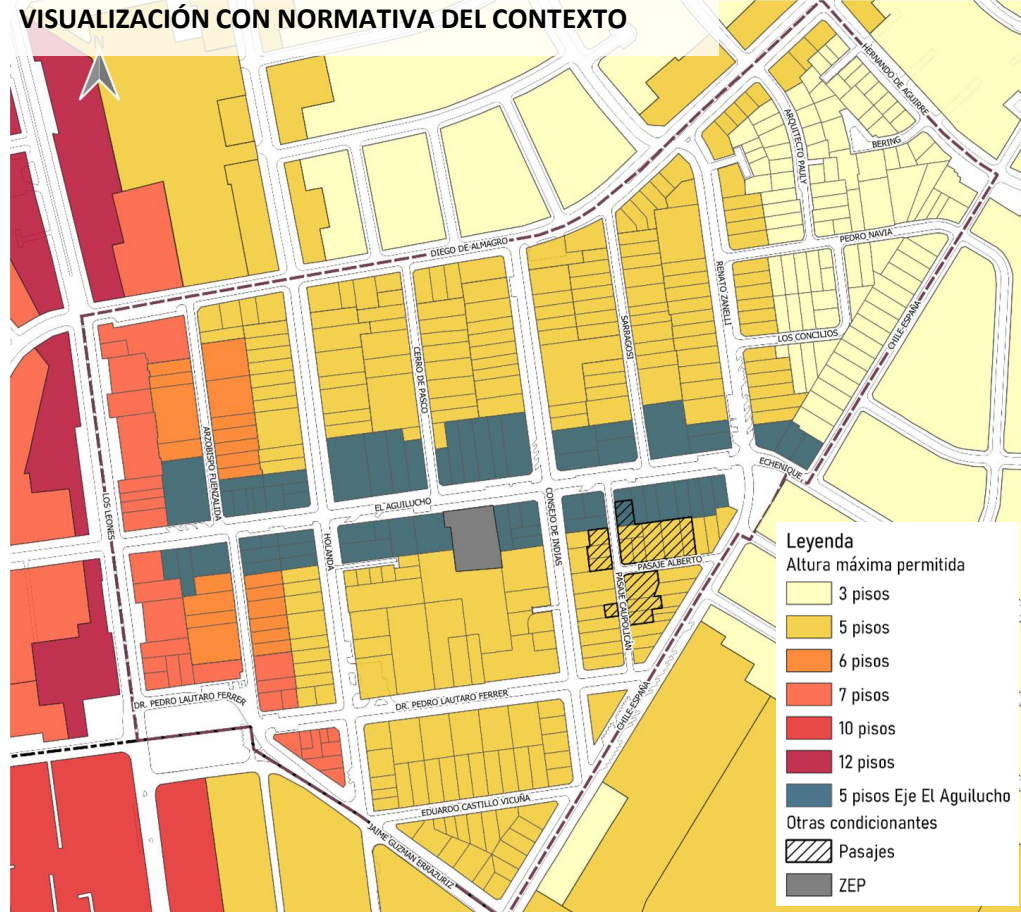 VISUALIZACIÓN CON NORMATIVA DEL CONTEXTO
N
HERNANDO DE AGUIRRE
ARQUITECTO PAULY
BERING
DIEGO DE ALMAGRO
PEDRO NAVIA
RENATO ZANELLI
SARRAGOSI
CERRO DE PASCO
LOS CONCILIOS
CHILE-ESPAÑA
ARZOBISPO FUENZALIDA
LOS LEONES
EL AGUILUCHO
ECHENIQUE
HOLANDA
CONSEJO DE INDIAS
PASAJE ALBERTO
PASAJE CAUPOLICÁN
DR. PEDRO LAUTARO FERRER
DR. PEDRO LAUTARO FERRER
CHILE-ESPAÑA
EDUARDO CASTILLO VICUÑA
JAIME GUZMAN ERRAZURIZ
Leyenda
Altura máxima permitida
3 pisos
5 pisos
6 pisos
7 pisos
10 pisos
12 pisos
5 pisos Eje El Aguilucho
Otras condicionantes
Pasajes
ZEP